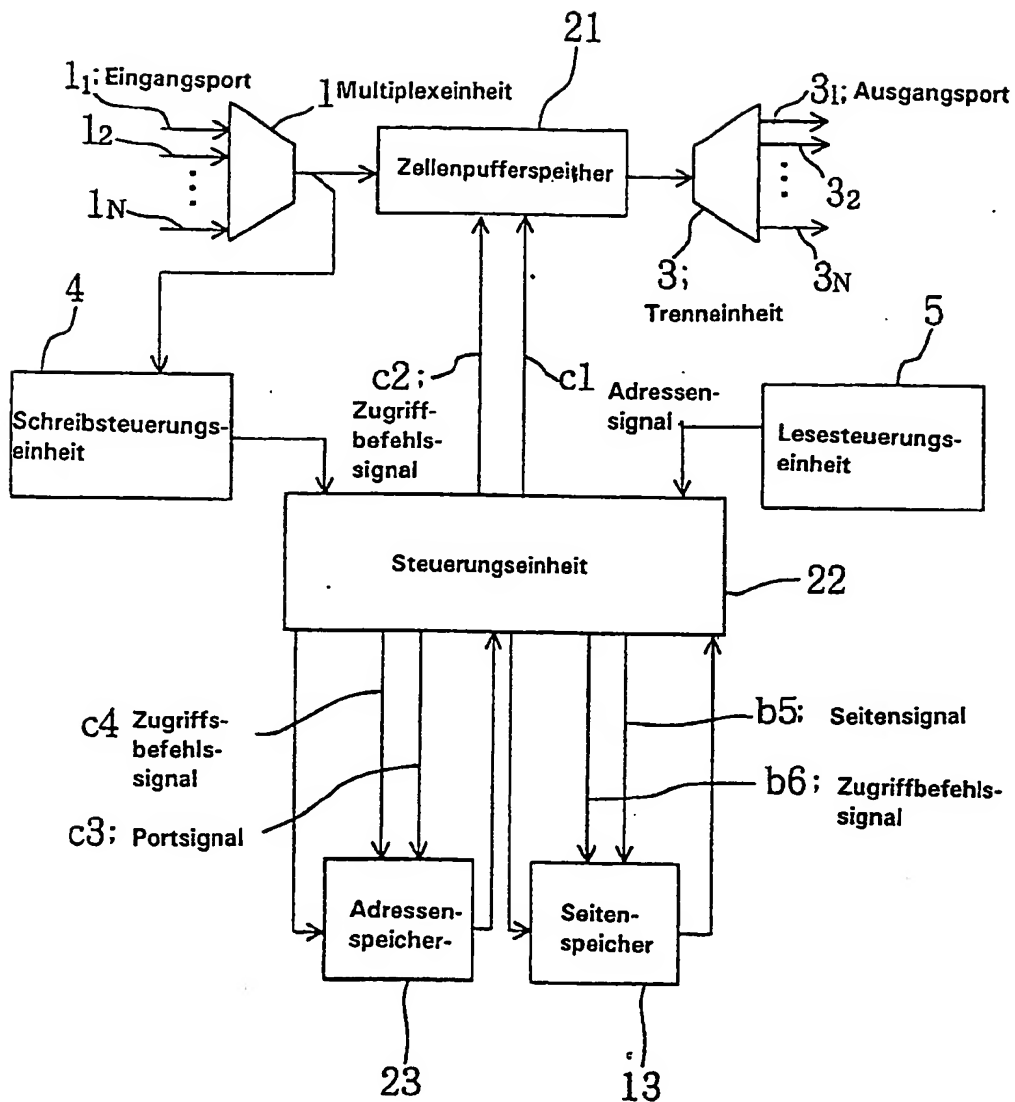 21
1₁; Eingangsport
1 Multiplexeinheit
3₁; Ausgangsport
1₂
Zellenpufferspeither
3₂
1N
3N
3;
Trenneinheit
4
5
c2;
Zugriff
befehls-
signal
c1
Adressen-
signal
Schreibsteuerungs-
einheit
Lesesteuerungs-
einheit
Steuerungseinheit
22
c4 Zugriffs-
befehls-
signal
b5; Seitensignal
b6; Zugriffbefehls-
signal
c3; Portsignal
Adressen-
speicher-
Seiten-
speicher
23
13